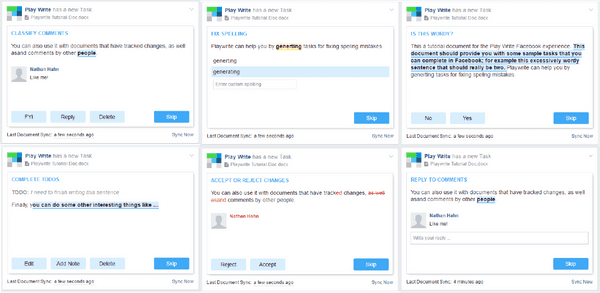 Play Write has a new Task
Playwrite Tutorial Doc.docx
CLASSIFY COMMENTS
You can also use it with documents that have tracked changes, as well
asand comments by other people
Nathan Hahn
Like me!
FYI
Reply
Delete
Skip
Last Document Sync: a few seconds ago
Sync Now
Play Write has a new Task
Playwrite Tutorial Doc.docx
FIX SPELLING
Playwrite can help you by generting tasks for fixing spelling mistakes
generting
generating
Enter custom spelling
Skip
Last Document Sync: a few seconds ago
Sync Now
Play Write has a new Task
Playwrite Tutorial Doc.docx
IS THIS WORDY?
This a tutorial document for the Play Write Facebook experience. This
document should provide you with some sample tasks that you
can complete in Facebook; for example this excessively wordy
sentence that should really be two. Playwrite can help you by
generting tasks for fixing spelling mistakes
No
Yes
Skip
Last Document Sync: a few seconds ago
Sync Now
Play Write has a new Task
Playwrite Tutorial Doc.docx
COMPLETE TODOS
TODO: I need to finish writing this sentence
Finally, you can do some other interesting things like ...
Edit
Add Note
Delete
Skip
Last Document Sync: a few seconds ago
Sync Now
Play Write has a new Task
Playwrite Tutorial Doc.docx
ACCEPT OR REJECT CHANGES
You can also use it with documents that have tracked changes, as well
asand comments by other people
Nathan Hahn
Reject
Accept
Skip
Last Document Sync: a few seconds ago
Sync Now
Play Write has a new Task
Playwrite Tutorial Doc.docx
REPLY TO COMMENTS
You can also use it with documents that have tracked changes, as well
asand comments by other people
Nathan Hahn
Like me!
Write your reply ...
Skip
Last Document Sync: 4 minutes ago
Sync Now